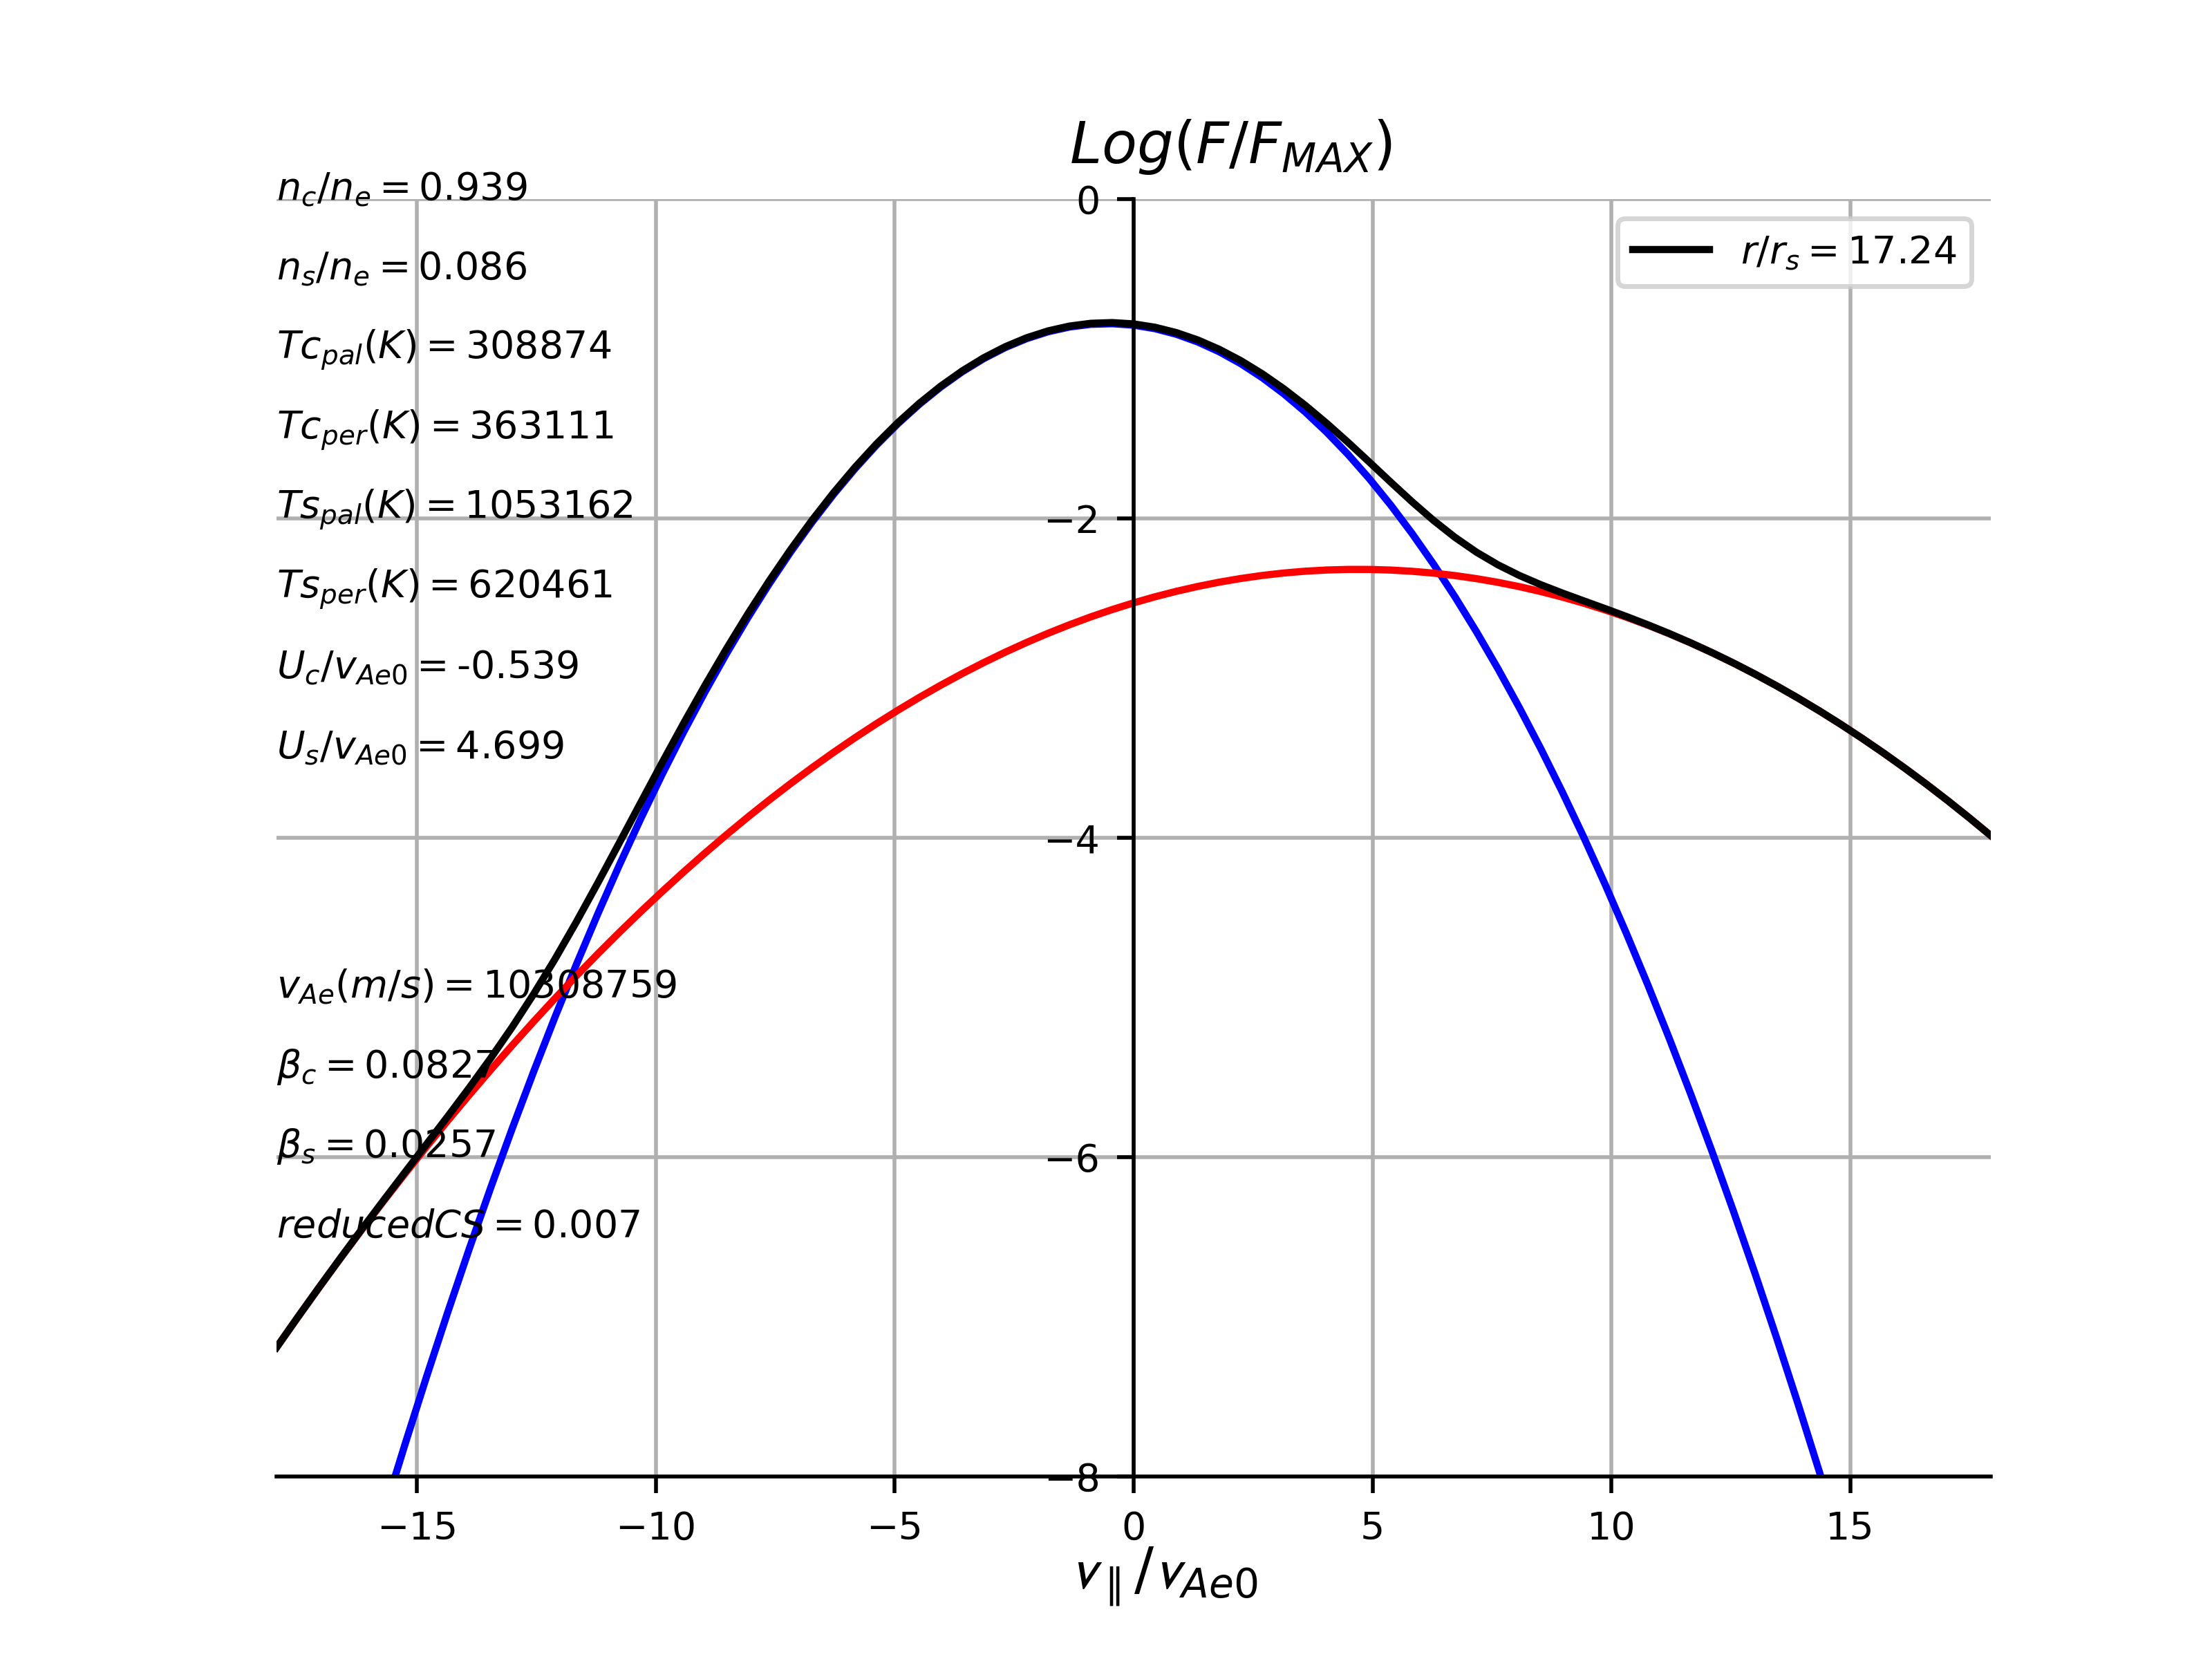 Log(F/F_MAX)
n_c/n_e = 0.939
0
r/r_s = 17.24
n_s/n_e = 0.086
Tc_pal(K) = 308874
Tc_per(K) = 363111
Ts_pal(K) = 1053162
−2
Ts_per(K) = 620461
U_c/v_Ae0 = -0.539
U_s/v_Ae0 = 4.699
−4
v_Ae(m/s) = 10308759
β_c = 0.0827
β_s = 0.0257
−6
reducedCS = 0.007
−8
−15 −10 −5 0 5 10 15
v_∥/v_Ae0